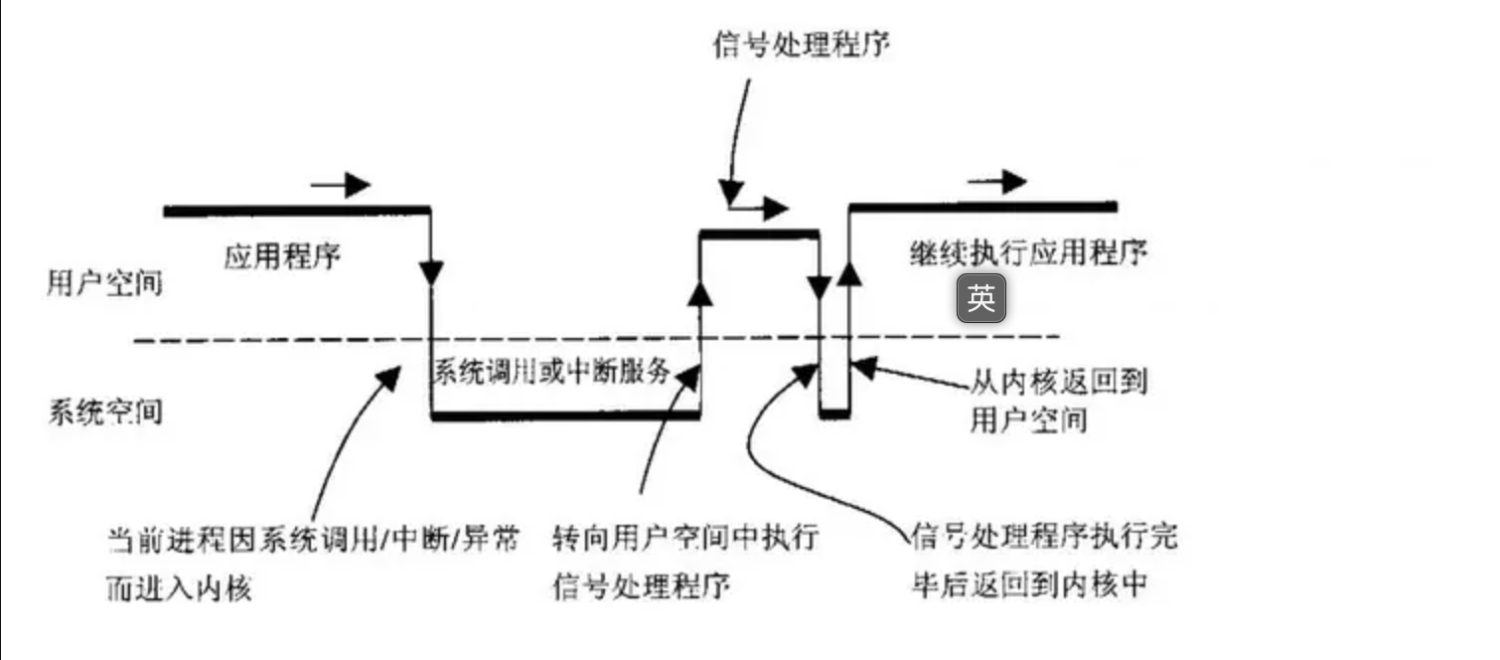 信号处理程序
应用程序
继续执行应用程序
用户空间
英
系统调用或中断服务
从内核返回到
用户空间
系统空间
当前进程因系统调用/中断/异常
而进入内核
转向用户空间中执行
信号处理程序
信号处理程序执行完
毕后返回到内核中